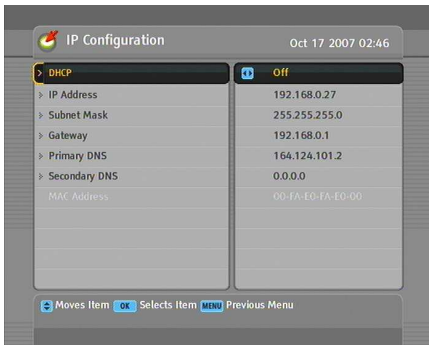 IP Configuration
Oct 17 2007 02:46
DHCP Off
IP Address 192.168.0.27
Subnet Mask 255.255.255.0
Gateway 192.168.0.1
Primary DNS 164.124.101.2
Secondary DNS 0.0.0.0
MAC Address 00-FA-E0-FA-E0-00
Moves Item OK Selects Item MENU Previous Menu